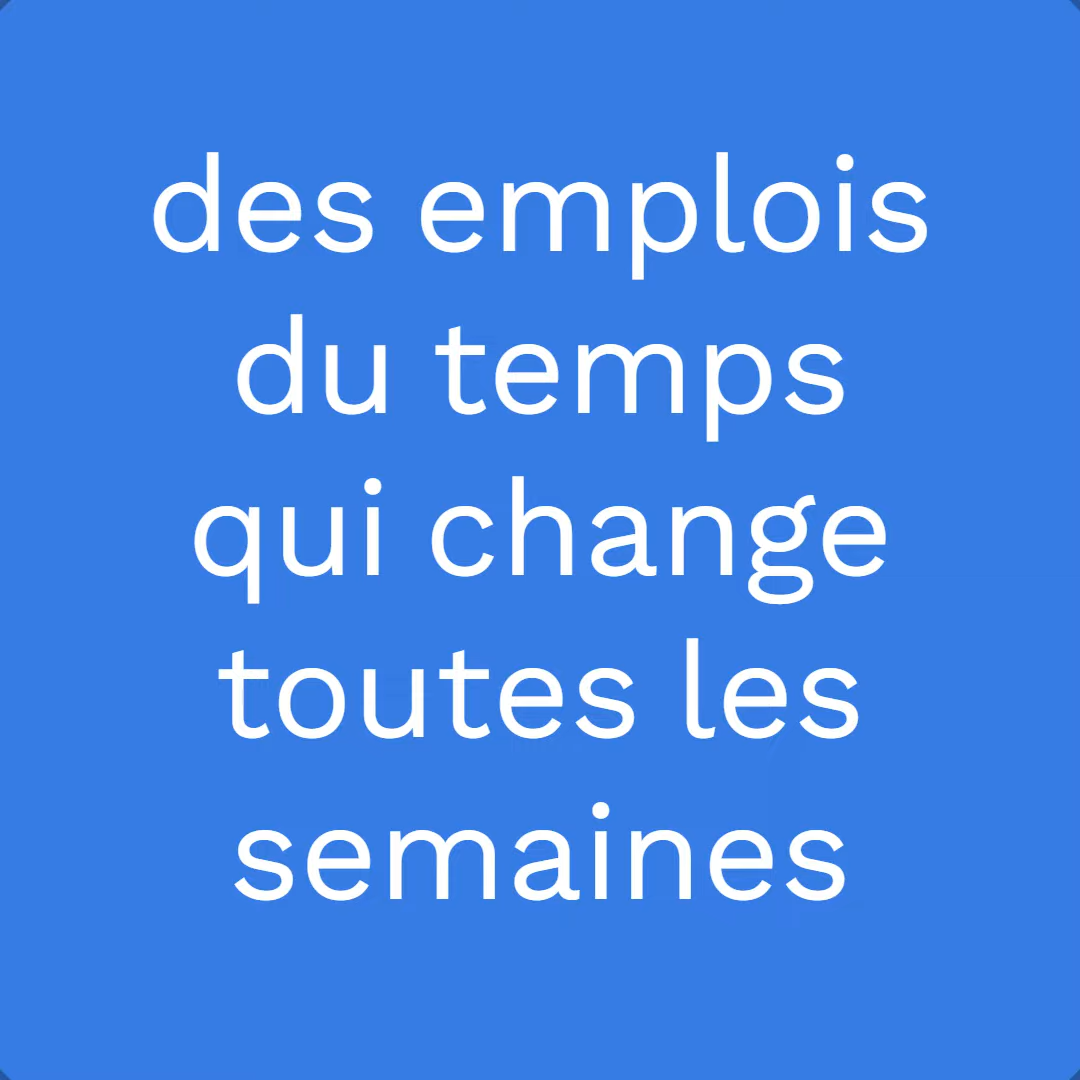 des emplois
du temps
qui change
toutes les
semaines